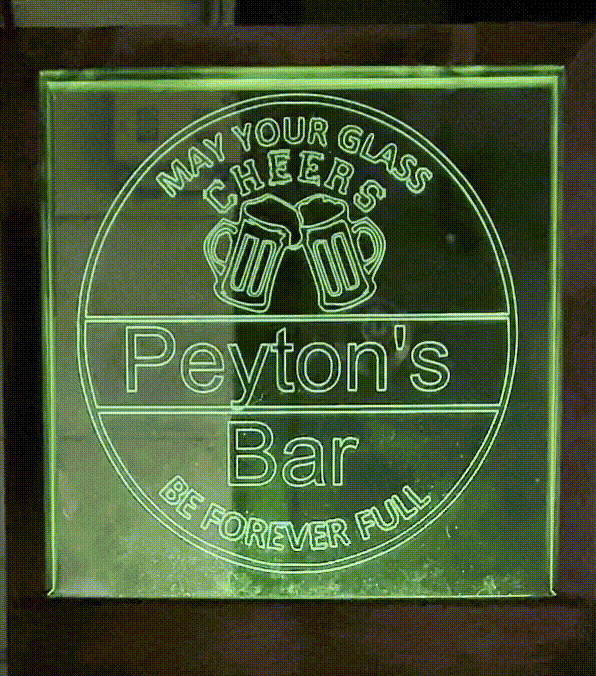 MAY YOUR GLASS
CHEERS
Peyton's
Bar
BE FOREVER FULL